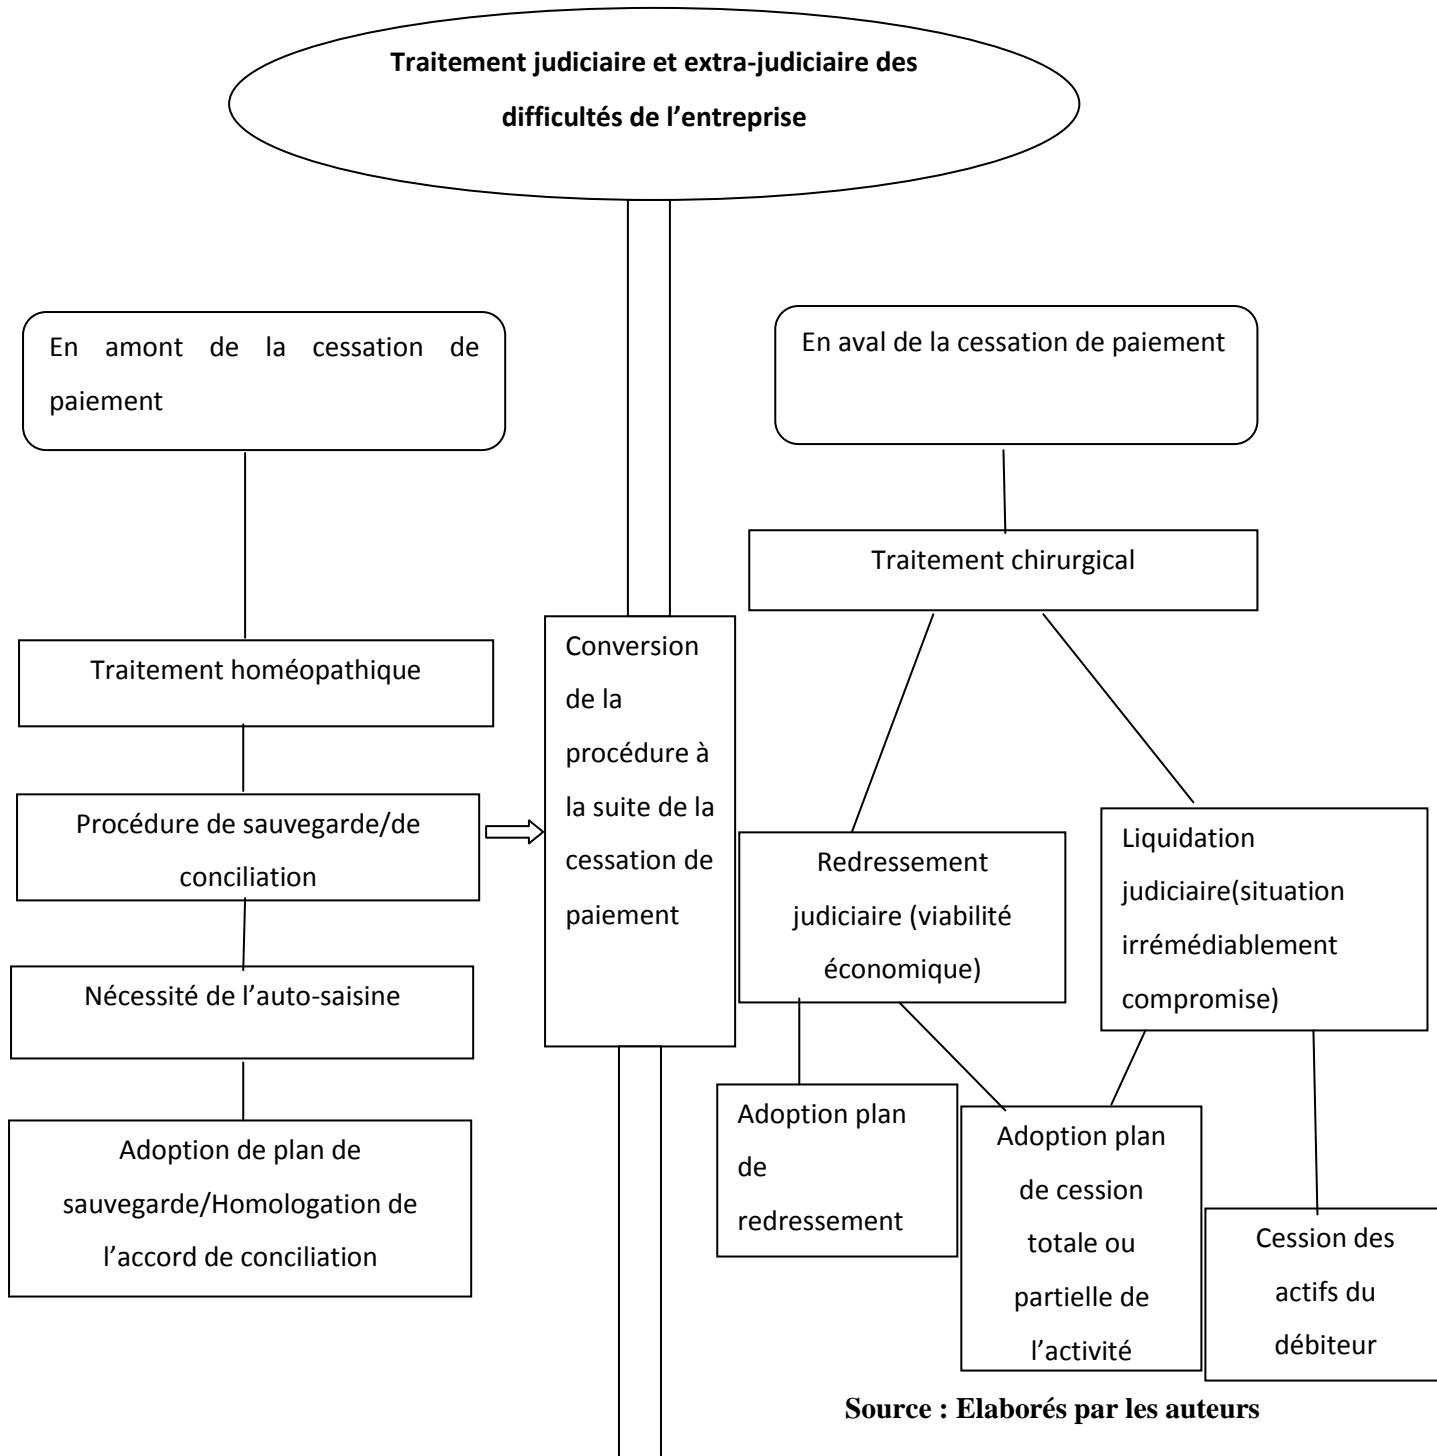 Traitement judiciaire et extra-judiciaire des
difficultés de l’entreprise
En amont de la cessation de
paiement
En aval de la cessation de paiement
Traitement chirurgical
Traitement homéopathique
Procédure de sauvegarde/de
conciliation
Nécessité de l’auto-saisine
Adoption de plan de
sauvegarde/Homologation de
l’accord de conciliation
Conversion
de la
procédure à
la suite de la
cessation de
paiement
Redressement
judiciaire (viabilité
économique)
Liquidation
judiciaire(situation
irrémédiablement
compromise)
Adoption plan
de
redressement
Adoption plan
de cession
totale ou
partielle de
l’activité
Cession des
actifs du
débiteur
Source : Elaborés par les auteurs